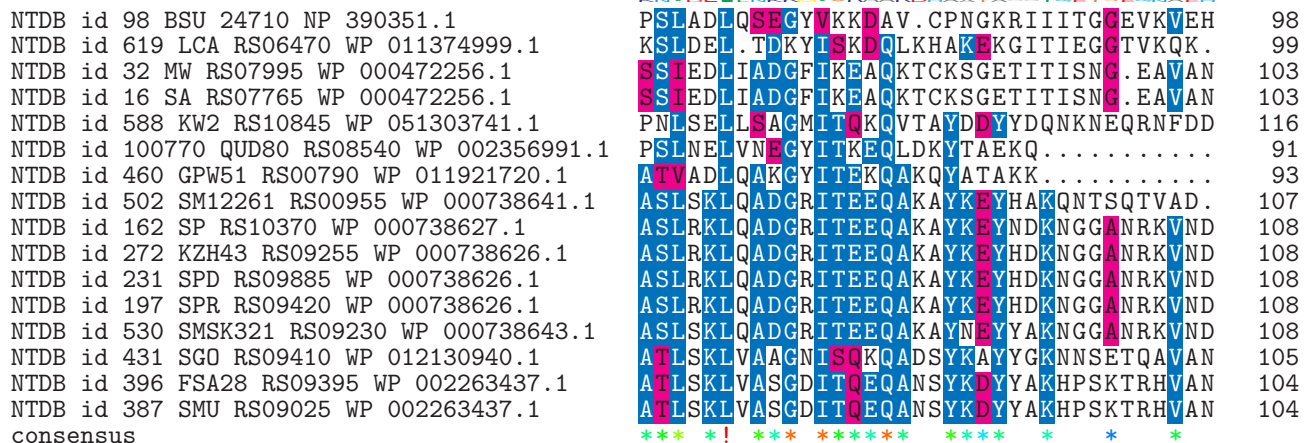 NTDB id 98 BSU 24710 NP 390351.1 PSLADLQSEGYVKKDAV.CPNGKRIIITGGEVKVEH 98
NTDB id 619 LCA RS06470 WP 011374999.1 KSLDEL.TDKYISKDQLKHAKEKGITIEGGTVKQK. 99
NTDB id 32 MW RS07995 WP 000472256.1 SSIEDLIADGFIKEAQKTCKSGETITISNG.EAVAN 103
NTDB id 16 SA RS07765 WP 000472256.1 SSIEDLIADGFIKEAQKTCKSGETITISNG.EAVAN 103
NTDB id 588 KW2 RS10845 WP 051303741.1 PNLSELLSAGMITQKQVTAYDDYYDQNKNEQRNFDD 116
NTDB id 100770 QUD80 RS08540 WP 002356991.1 PSLNELVNEGYITKEQLDKYTAEKQ........... 91
NTDB id 460 GPW51 RS00790 WP 011921720.1 ATVADLQAKGYITEKQAKQYATAKK........... 93
NTDB id 502 SM12261 RS00955 WP 000738641.1 ASLSKLQADGRITEEQAKAYKEYHAKQNTSQTVAD. 107
NTDB id 162 SP RS10370 WP 000738627.1 ASLRKLQADGRITEEQAKAYKEYNDKNGGANRKVND 108
NTDB id 272 KZH43 RS09255 WP 000738626.1 ASLRKLQADGRITEEQAKAYKEYHDKNGGANRKVND 108
NTDB id 231 SPD RS09885 WP 000738626.1 ASLRKLQADGRITEEQAKAYKEYHDKNGGANRKVND 108
NTDB id 197 SPR RS09420 WP 000738626.1 ASLRKLQADGRITEEQAKAYKEYHDKNGGANRKVND 108
NTDB id 530 SMSK321 RS09230 WP 000738643.1 ASLSKLQADGRITEEQAKAYNEYYAKNGGANRKVND 108
NTDB id 431 SGO RS09410 WP 012130940.1 ATLSKLVAAGNISQKQADSYKAYYGKNNSETQAVAN 105
NTDB id 396 FSA28 RS09395 WP 002263437.1 ATLSKLVASGDITQEQANSYKDYYAKHPSKTRHVAN 104
NTDB id 387 SMU RS09025 WP 002263437.1 ATLSKLVASGDITQEQANSYKDYYAKHPSKTRHVAN 104
consensus *** *! *** ****** **** * * *